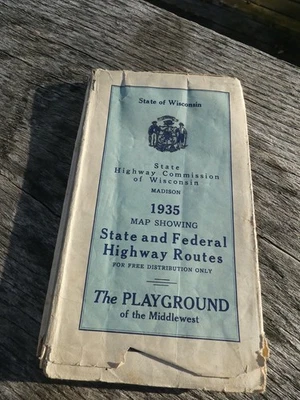 State of Wisconsin
State
Highway Commission
of Wisconsin
MADISON
1935
MAP SHOWING
State and Federal
Highway Routes
FOR FREE DISTRIBUTION ONLY
The PLAYGROUND
of the Middlewest